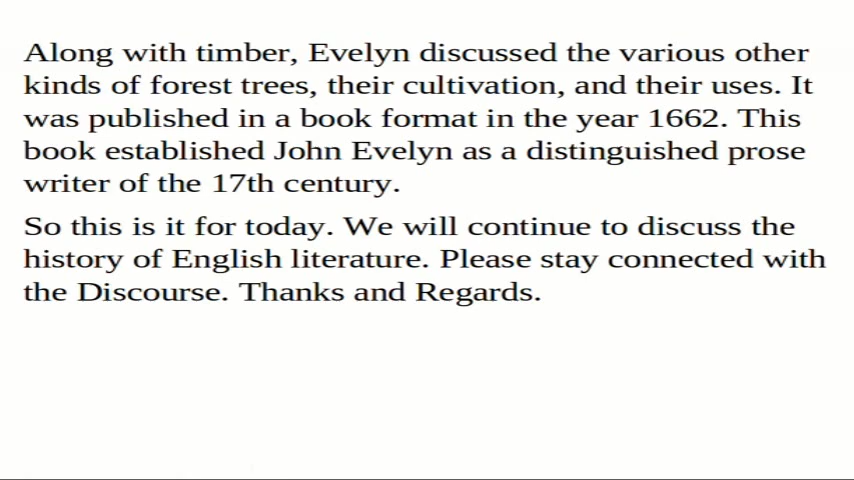 Along with timber, Evelyn discussed the various other
kinds of forest trees, their cultivation, and their uses. It
was published in a book format in the year 1662. This
book established John Evelyn as a distinguished prose
writer of the 17th century.
So this is it for today. We will continue to discuss the
history of English literature. Please stay connected with
the Discourse. Thanks and Regards.